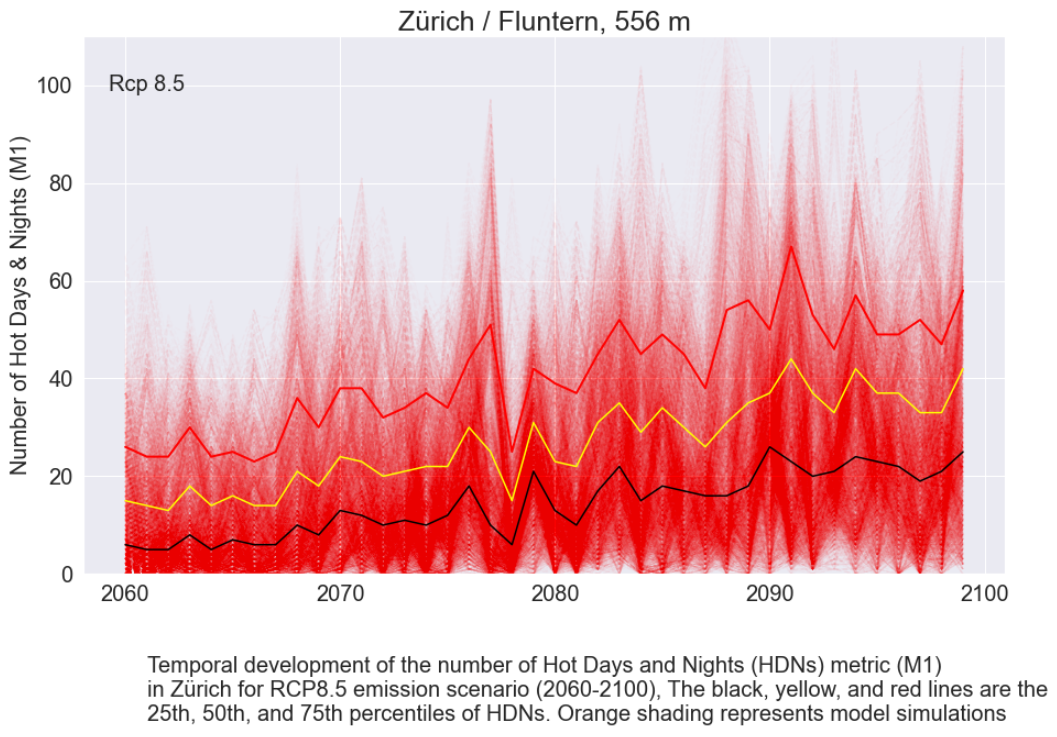 Zürich / Fluntern, 556 m
Rcp 8.5
Number of Hot Days & Nights (M1)
100
80
60
40
20
0
2060 2070 2080 2090 2100
Temporal development of the number of Hot Days and Nights (HDNs) metric (M1)
in Zürich for RCP8.5 emission scenario (2060-2100), The black, yellow, and red lines are the
25th, 50th, and 75th percentiles of HDNs. Orange shading represents model simulations